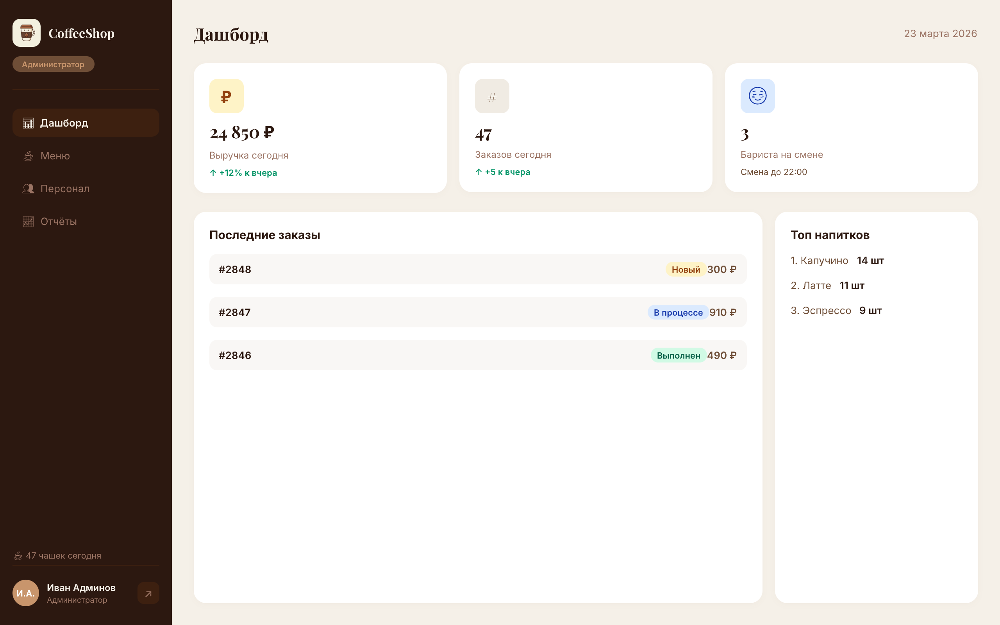 CoffeeShop
Администратор
Дашборд
Меню
Персонал
Отчёты
47 чашек сегодня
И.А.
Иван Админов
Администратор
Дашборд
23 марта 2026
₽
24 850 ₽
Выручка сегодня
↑ +12% к вчера
#
47
Заказов сегодня
↑ +5 к вчера
3
Бариста на смене
Смена до 22:00
Последние заказы
#2848 Новый 300 ₽
#2847 В процессе 910 ₽
#2846 Выполнен 490 ₽
Топ напитков
1. Капучино 14 шт
2. Латте 11 шт
3. Эспрессо 9 шт